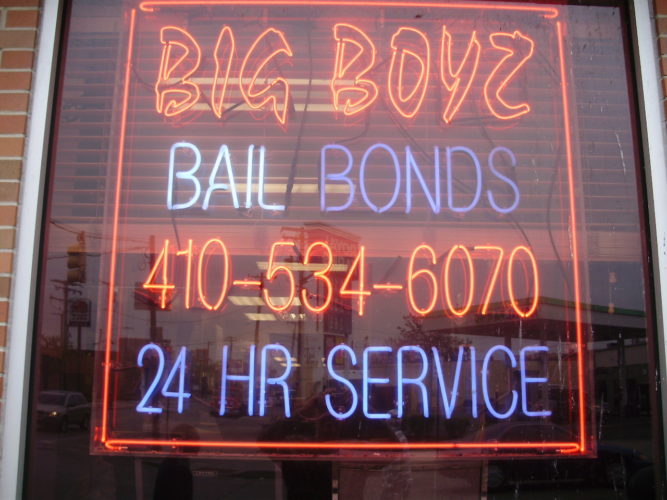 BIG BOYZ
BAIL BONDS
410-534-6070
24 HR SERVICE